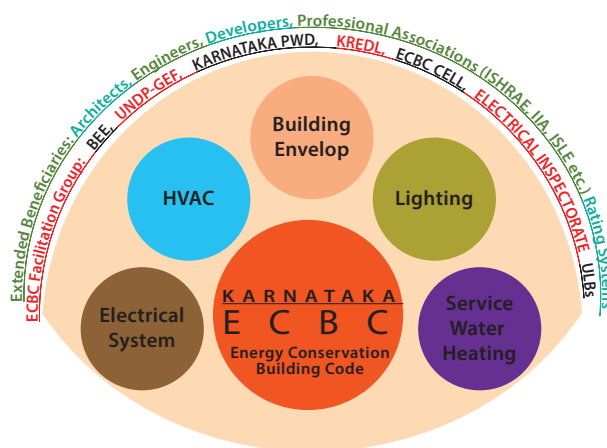 Extended Beneficiaries: Architects, Engineers, Developers, Professional Associations (ISHRAE, IIA, ISLE etc.) Rating Systems
ECBC Facilitation Group: BEE, UNDP-GEF, KARNATAKA PWD, KREDL, ECBC CELL, ELECTRICAL INSPECTORATE ULBs
Building
Envelop
HVAC
Lighting
Electrical
System
KARNATAKA
ECBC
Energy Conservation
Building Code
Service
Water
Heating